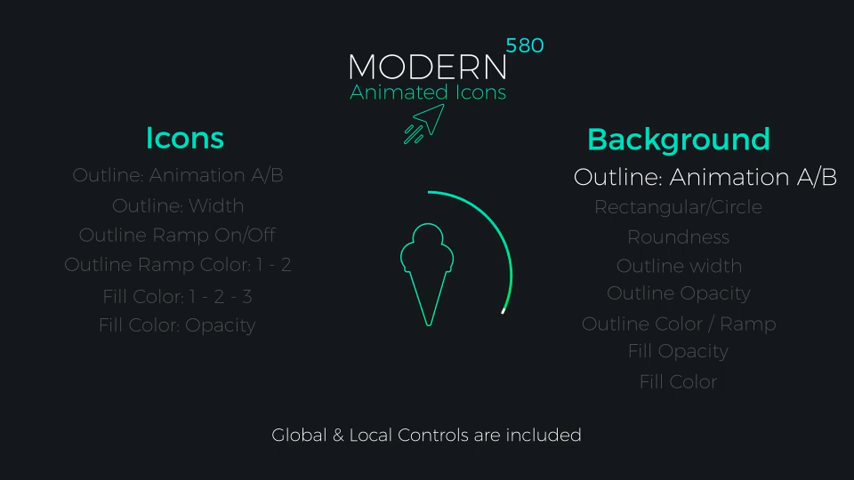 MODERN 580
Animated Icons
Icons
Outline: Animation A/B
Outline: Width
Outline Ramp On/Off
Outline Ramp Color: 1 - 2
Fill Color: 1 - 2 - 3
Fill Color: Opacity
Background
Outline: Animation A/B
Rectangular/Circle
Roundness
Outline width
Outline Opacity
Outline Color / Ramp
Fill Opacity
Fill Color
Global & Local Controls are included